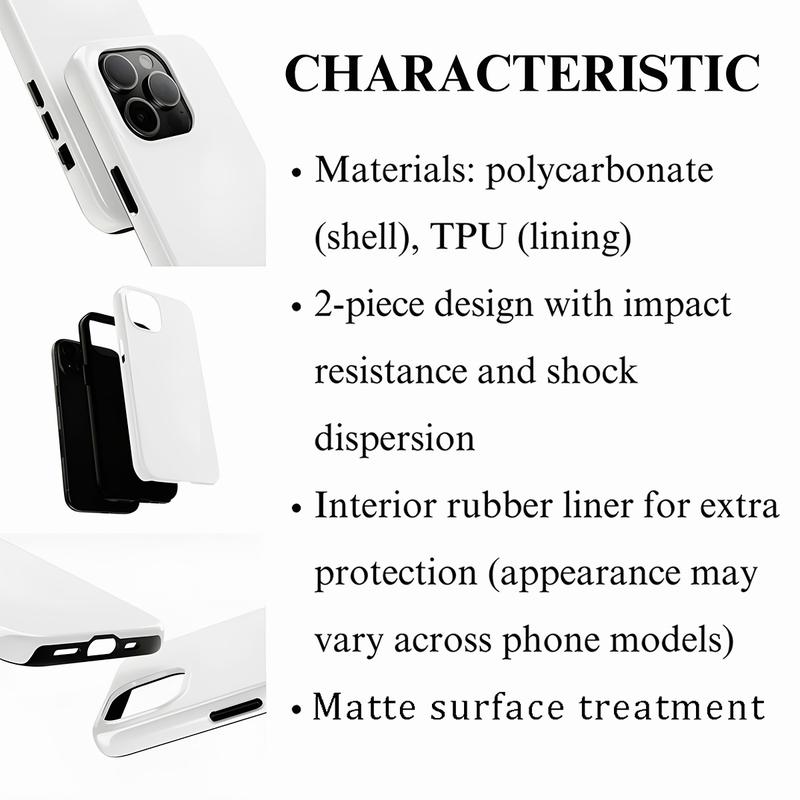 CHARACTERISTIC
• Materials: polycarbonate
(shell), TPU (lining)
• 2-piece design with impact
resistance and shock
dispersion
• Interior rubber liner for extra
protection (appearance may
vary across phone models)
• Matte surface treatment